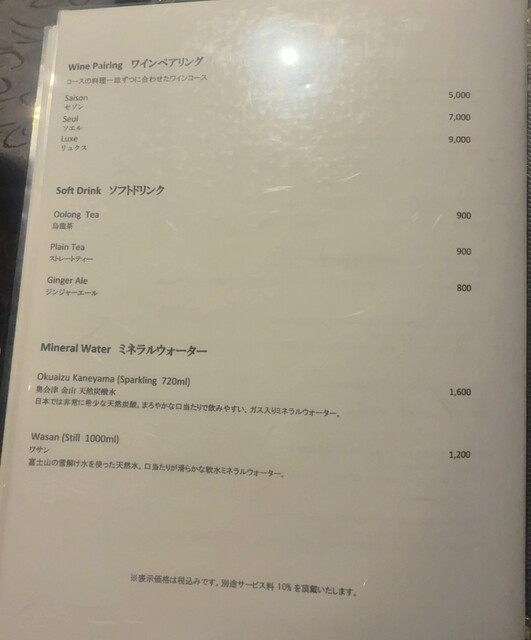 Wine Pairing ワインペアリング
コースの料理一皿ずつに合わせたワインコース
Saison 5,000
セゾン
Seul 7,000
ソエル
Luxe 9,000
リュクス
Soft Drink ソフトドリンク
Oolong Tea 900
烏龍茶
Plain Tea 900
ストレートティー
Ginger Ale 800
ジンジャーエール
Mineral Water ミネラルウォーター
Okuaizu Kaneyama (Sparkling 720ml)
奥会津 金山 天然炭酸水 1,600
日本では非常に希少な天然炭酸。まろやかな口当たりで飲みやすい、ガス入りミネラルウォーター。
Wasan (Still 1000ml)
ワサン 1,200
富士山の雪解け水を使った天然水。口当たりが滑らかな軟水ミネラルウォーター。
※表示価格は税込みです。別途サービス料 10% を頂戴いたします。